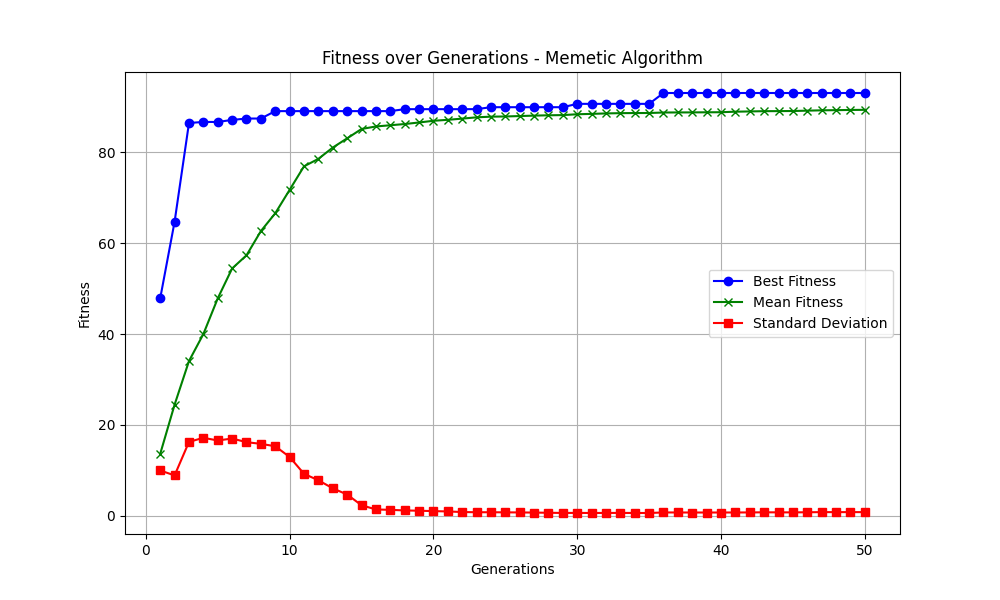 Fitness over Generations - Memetic Algorithm
Fitness
80
60
40
20
0
Best Fitness
Mean Fitness
Standard Deviation
0 10 20 30 40 50
Generations